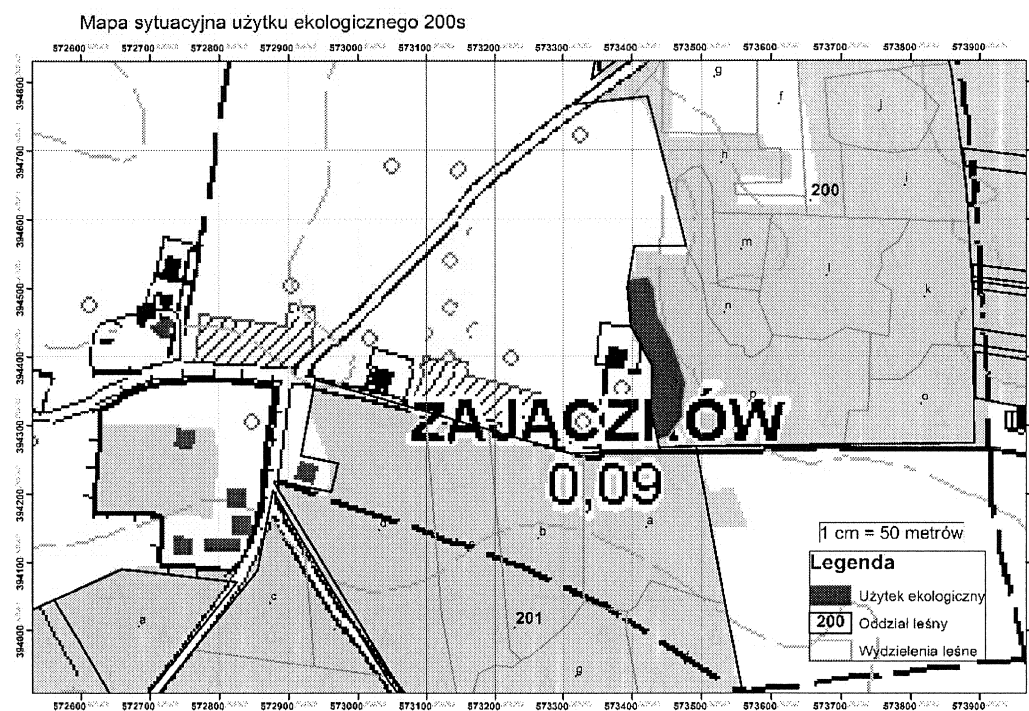 Mapa sytuacyjna użytku ekologicznego 200s
572600 572700 572800 572900 573000 573100 573200 573300 573400 573500 573600 573700 573800 573900
394800
394700
394600
394500
394400
394300
394200
394100
394000
g
f
j
h
i
200
m
l
k
n
p
o
ZAJĄCZKÓW
0,09
d
b
a
c
a
c
201
g
1 cm = 50 metrów
Legenda
Użytek ekologiczny
200 Oddział leśny
Wydzielenia leśne
572600 572700 572800 572900 573000 573100 573200 573300 573400 573500 573600 573700 573800 573900